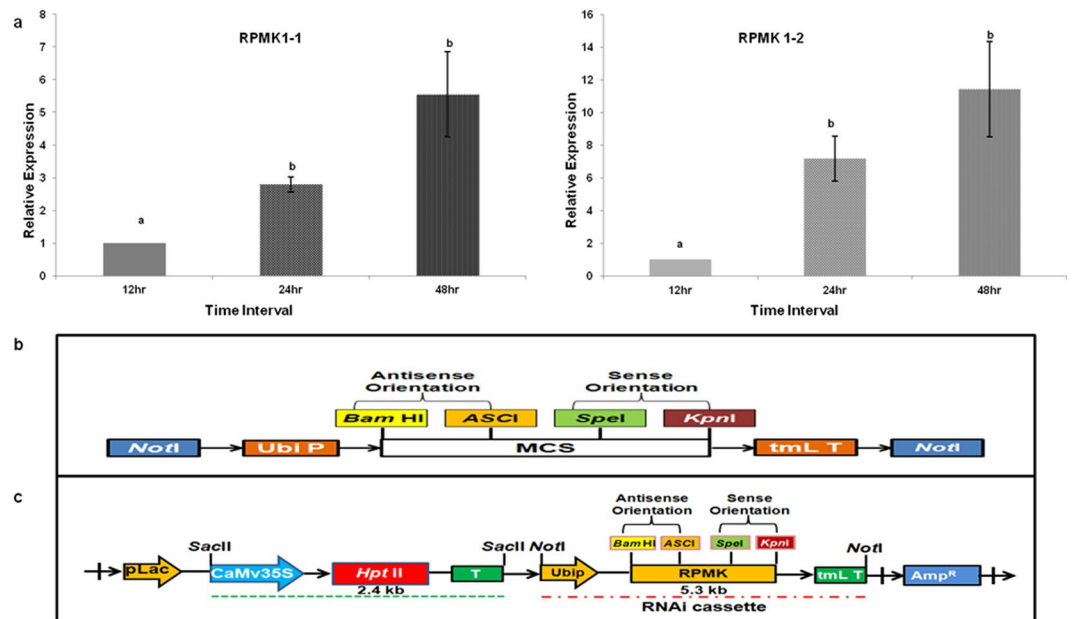 a
RPMK1-1
8
7
6
5
4
3
2
1
0
Relative Expression
a
b
b
12hr
24hr
48hr
Time Interval
RPMK 1-2
16
14
12
10
8
6
4
2
0
Relative Expression
a
b
b
12hr
24hr
48hr
Time Interval
b
Antisense
Orientation
Sense
Orientation
Bam HI
ASCI
SpeI
KpnI
NotI
Ubi P
MCS
tmL T
NotI
c
Antisense
Orientation
Sense
Orientation
BamHI
ASCI
SpeI
KpnI
SacII
SacII
NotI
NotI
pLac
CaMv35S
Hpt II
T
Ubip
RPMK
tmL T
Amp^R
2.4 kb
5.3 kb
RNAi cassette